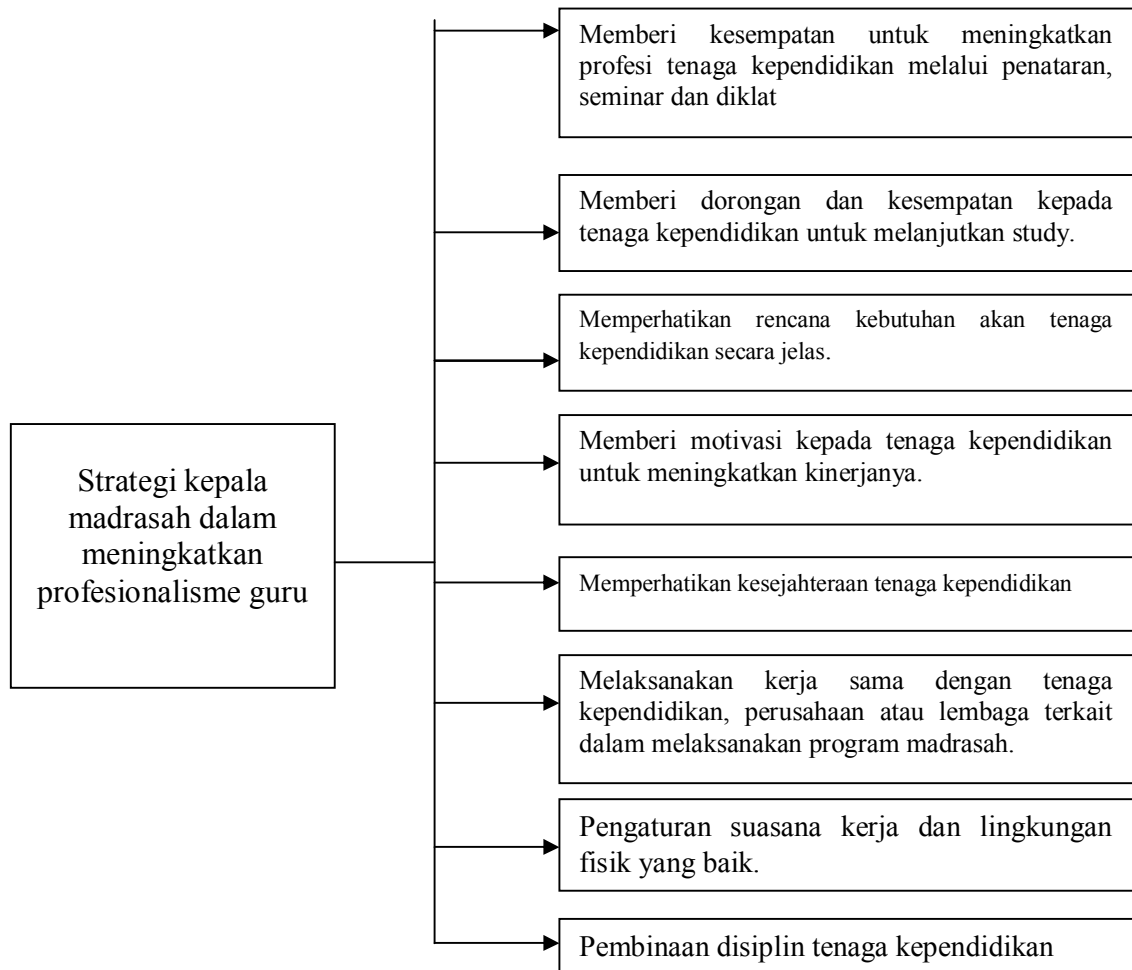 Strategi kepala
madrasah dalam
meningkatkan
profesionalisme guru
Memberi kesempatan untuk meningkatkan
profesi tenaga kependidikan melalui penataran,
seminar dan diklat
Memberi dorongan dan kesempatan kepada
tenaga kependidikan untuk melanjutkan study.
Memperhatikan rencana kebutuhan akan tenaga
kependidikan secara jelas.
Memberi motivasi kepada tenaga kependidikan
untuk meningkatkan kinerjanya.
Memperhatikan kesejahteraan tenaga kependidikan
Melaksanakan kerja sama dengan tenaga
kependidikan, perusahaan atau lembaga terkait
dalam melaksanakan program madrasah.
Pengaturan suasana kerja dan lingkungan
fisik yang baik.
Pembinaan disiplin tenaga kependidikan